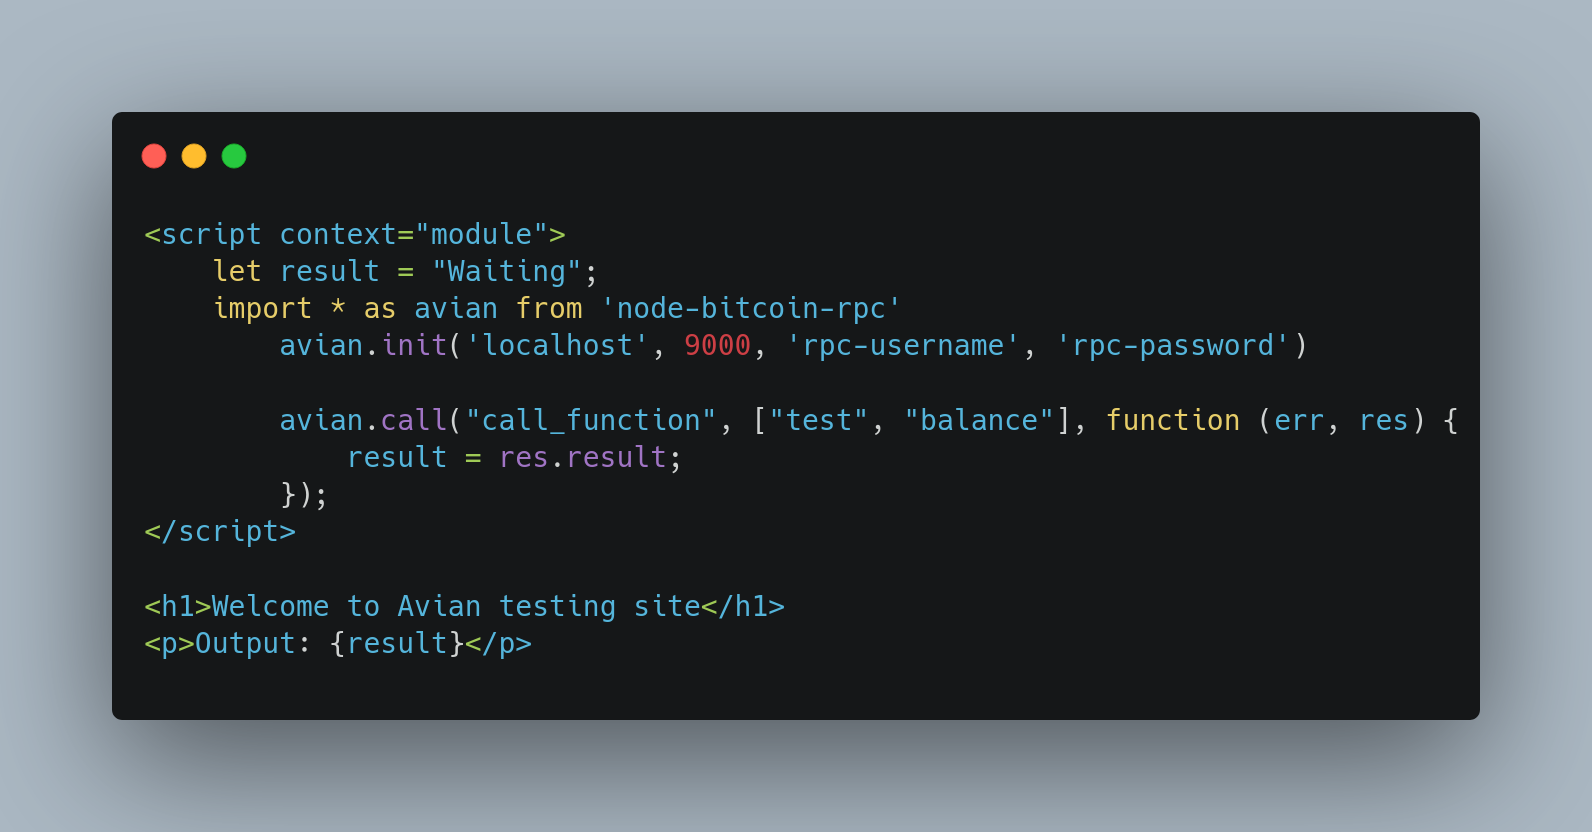 <script context="module">
    let result = "Waiting";
    import * as avian from 'node-bitcoin-rpc'
        avian.init('localhost', 9000, 'rpc-username', 'rpc-password')

        avian.call("call_function", ["test", "balance"], function (err, res) {
            result = res.result;
        });
</script>

<h1>Welcome to Avian testing site</h1>
<p>Output: {result}</p>